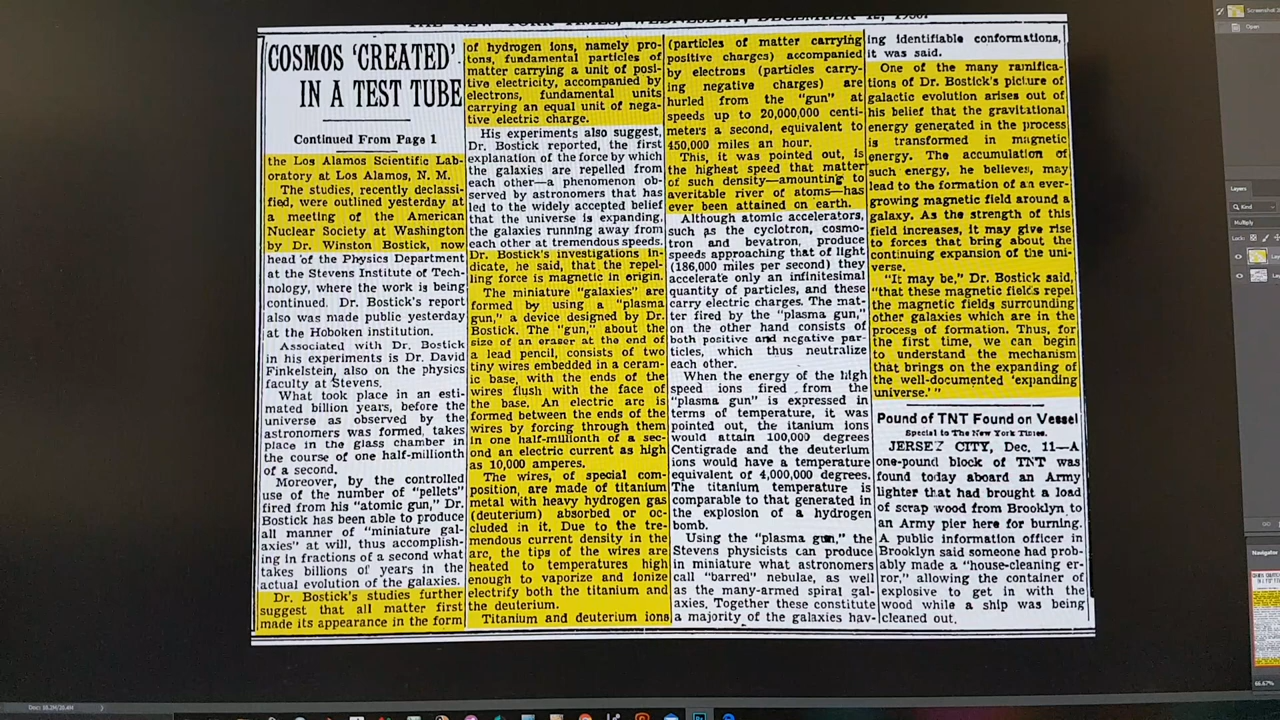 THE NEW YORK TIMES, WEDNESDAY, DECEMBER 12, 1956.
COSMOS 'CREATED'
IN A TEST TUBE
Continued From Page 1
the Los Alamos Scientific Lab-
oratory at Los Alamos, N. M.
The studies, recently declassi-
fied, were outlined yesterday at
a meeting of the American
Nuclear Society at Washington
by Dr. Winston Bostick, now
head of the Physics Department
at the Stevens Institute of Tech-
nology, where the work is being
continued. Dr. Bostick's report
also was made public yesterday
at the Hoboken institution.
Associated with Dr. Bostick
in his experiments is Dr. David
Finkelstein, also on the physics
faculty at Stevens.
What took place in an esti-
mated billion years, before the
universe as observed by the
astronomers was formed, takes
place in the glass chamber in
the course of one half-millionth
of a second.
Moreover, by the controlled
use of the number of "pellets"
fired from his "atomic gun," Dr.
Bostick has been able to produce
all manner of "miniature gal-
axies" at will, thus accomplish-
ing in fractions of a second what
takes billions of years in the
actual evolution of the galaxies.
Dr. Bostick's studies further
suggest that all matter first
made its appearance in the form
of hydrogen ions, namely pro-
tons, fundamental particles of
matter carrying a unit of posi-
tive electricity, accompanied by
electrons, fundamental units
carrying an equal unit of nega-
tive electric charge.
His experiments also suggest,
Dr. Bostick reported, the first
explanation of the force by which
the galaxies are repelled from
each other—a phenomenon ob-
served by astronomers that has
led to the widely accepted belief
that the universe is expanding,
the galaxies running away from
each other at tremendous speeds.
Dr. Bostick's investigations in-
dicate, he said, that the repel-
ling force is magnetic in origin.
The miniature "galaxies" are
formed by using a "plasma
gun," a device designed by Dr.
Bostick. The "gun," about the
size of an eraser at the end of
a lead pencil, consists of two
tiny wires embedded in a ceram-
ic base, with the ends of the
wires flush with the face of
the base. An electric arc is
formed between the ends of the
wires by forcing through them
in one half-millionth of a sec-
ond an electric current as high
as 10,000 amperes.
The wires, of special com-
position, are made of titanium
metal with heavy hydrogen gas
(deuterium) absorbed or oc-
cluded in it. Due to the tre-
mendous current density in the
arc, the tips of the wires are
heated to temperatures high
enough to vaporize and ionize
electrify both the titanium and
the deuterium.
Titanium and deuterium ions
(particles of matter carrying
positive charges) accompanied
by electrons (particles carry-
ing negative charges) are
hurled from the "gun" at
speeds up to 20,000,000 centi-
meters a second, equivalent to
450,000 miles an hour.
This, it was pointed out, is
the highest speed that matter
of such density—amounting to
averitable river of atoms—has
ever been attained on earth.
Although atomic accelerators,
such as the cyclotron, cosmo-
tron and bevatron, produce
speeds approaching that of light
(186,000 miles per second) they
accelerate only an infinitesimal
quantity of particles, and these
carry electric charges. The mat-
ter fired by the "plasma gun,"
on the other hand consists of
both positive and negative par-
ticles, which thus neutralize
each other.
When the energy of the high
speed ions fired from the
"plasma gun" is expressed in
terms of temperature, it was
pointed out, the itanium ions
would attain 100,000 degrees
Centigrade and the deuterium
ions would have a temperature
equivalent of 4,000,000 degrees.
The titanium temperature is
comparable to that generated in
the explosion of a hydrogen
bomb.
Using the "plasma gun," the
Stevens physicists can produce
in miniature what astronomers
call "barred" nebulae, as well
as the many-armed spiral gal-
axies. Together these constitute
a majority of the galaxies hav-
ing identifiable conformations,
it was said.
One of the many ramifica-
tions of Dr. Bostick's picture of
galactic evolution arises out of
his belief that the gravitational
energy generated in the process
is transformed in magnetic
energy. The accumulation of
such energy, he believes, may
lead to the formation of an ever-
growing magnetic field around a
galaxy. As the strength of this
field increases, it may give rise
to forces that bring about the
continuing expansion of the uni-
verse.
"It may be," Dr. Bostick said,
"that these magnetic fields repel
the magnetic fields surrounding
other galaxies which are in the
process of formation. Thus, for
the first time, we can begin
to understand the mechanism
that brings on the expanding of
the well-documented 'expanding
universe.'"
Pound of TNT Found on Vessel
Special to The New York Times.
JERSEY CITY, Dec. 11—A
one-pound block of TNT was
found today aboard an Army
lighter that had brought a load
of scrap wood from Brooklyn to
an Army pier here for burning.
A public information officer in
Brooklyn said someone had prob-
ably made a "house-cleaning er-
ror," allowing the container of
explosive to get in with the
wood while a ship was being
cleaned out.
Open
Layers
Kind
Multiply
Lock:
Navigator
66.67%